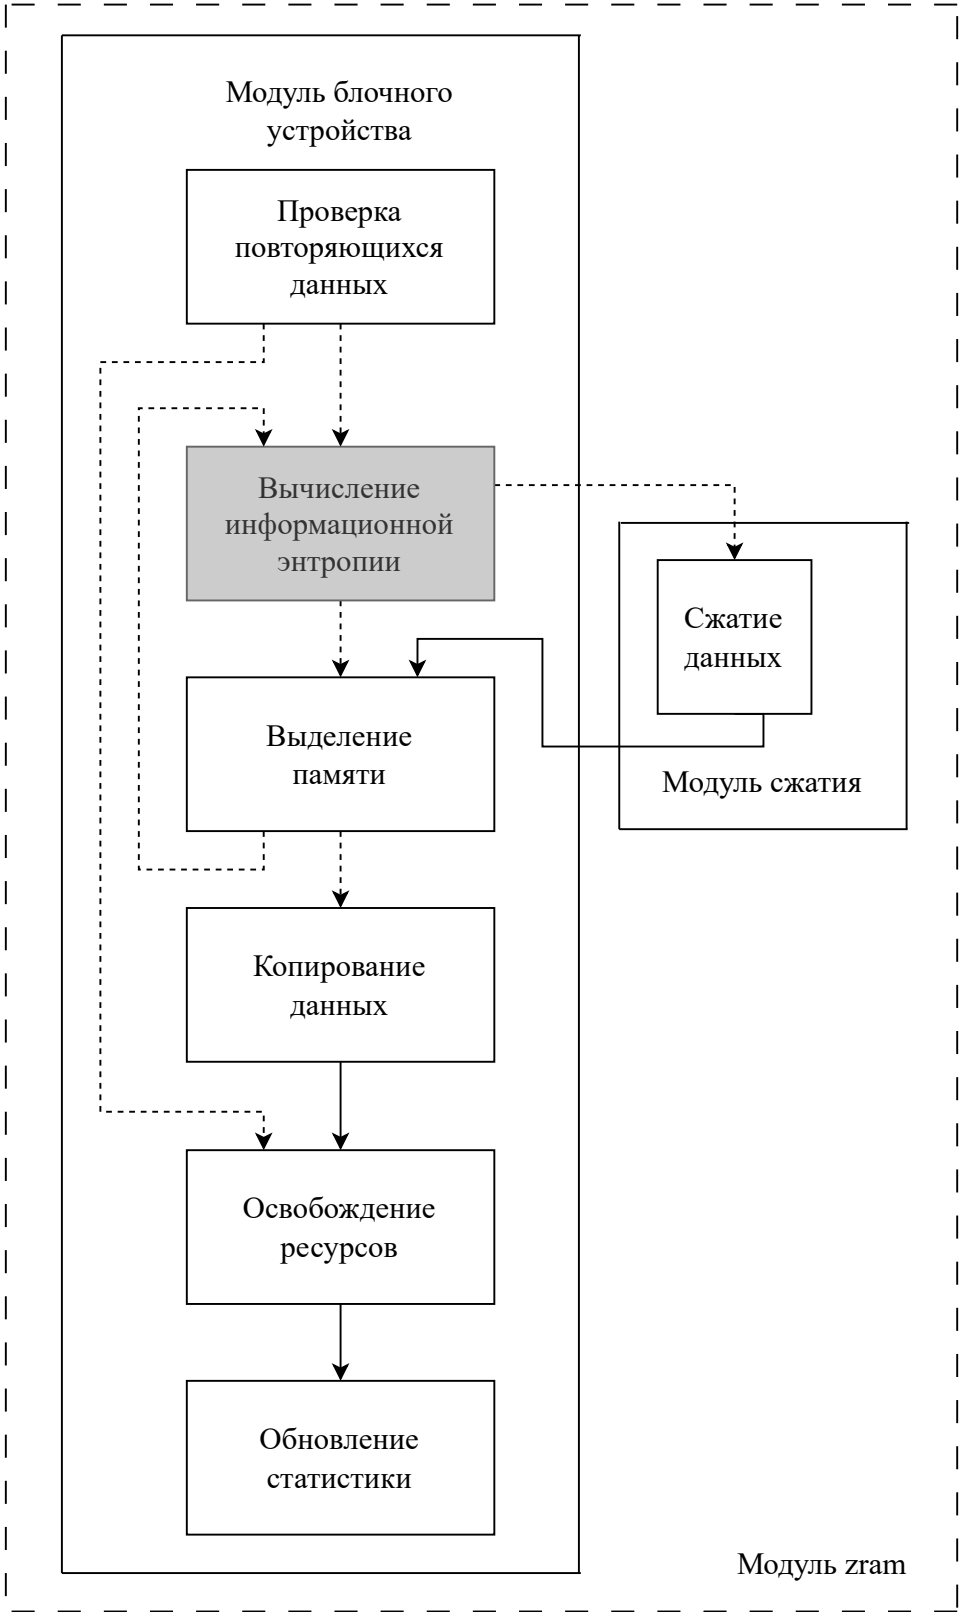 Модуль блочного
устройства
Проверка
повторяющихся
данных
Вычисление
информационной
энтропии
Сжатие
данных
Выделение
памяти
Модуль сжатия
Копирование
данных
Освобождение
ресурсов
Обновление
статистики
Модуль zram